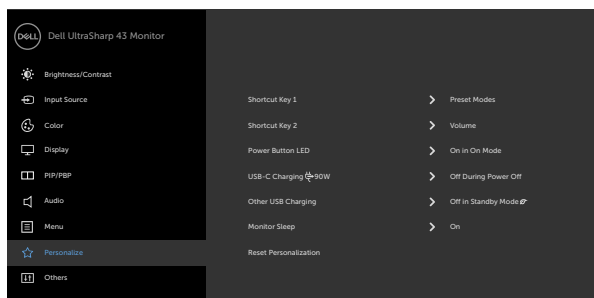 DELL Dell UltraSharp 43 Monitor
Brightness/Contrast
Input Source Shortcut Key 1 Preset Modes
Color Shortcut Key 2 Volume
Display Power Button LED On in On Mode
PIP/PBP USB-C Charging 90W Off During Power Off
Audio Other USB Charging Off in Standby Mode
Menu Monitor Sleep On
Personalize Reset Personalization
Others